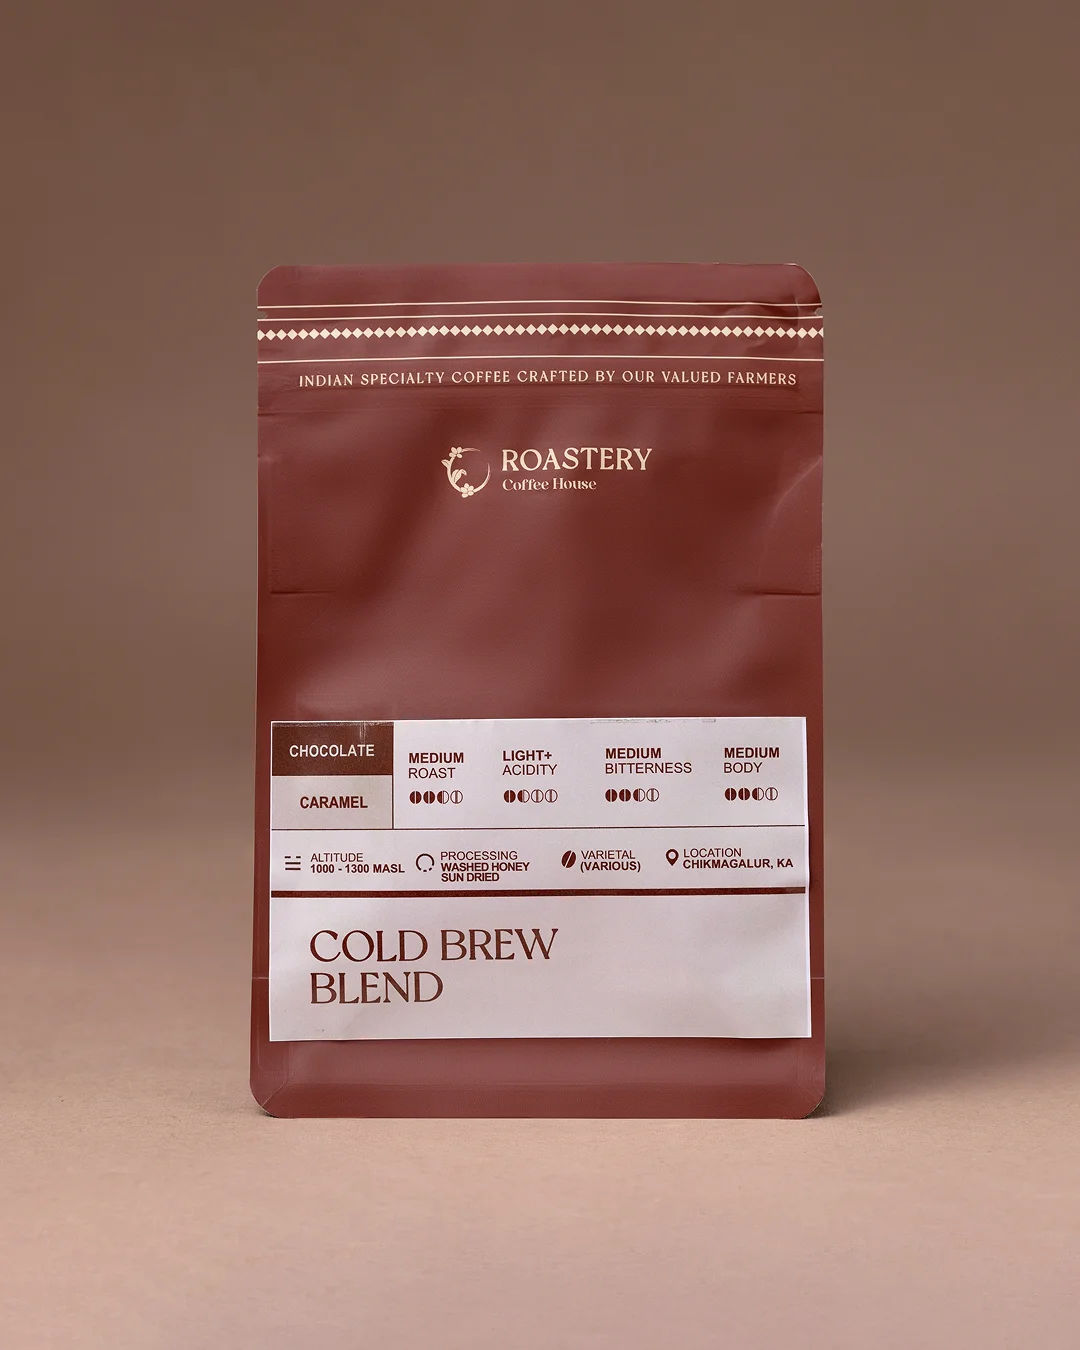 INDIAN SPECIALTY COFFEE CRAFTED BY OUR VALUED FARMERS
ROASTERY
Coffee House
CHOCOLATE
CARAMEL
MEDIUM
ROAST
LIGHT+
ACIDITY
MEDIUM
BITTERNESS
MEDIUM
BODY
ALTITUDE
1000 - 1300 MASL
PROCESSING
WASHED HONEY
SUN DRIED
VARIETAL
(VARIOUS)
LOCATION
CHIKMAGALUR, KA
COLD BREW
BLEND